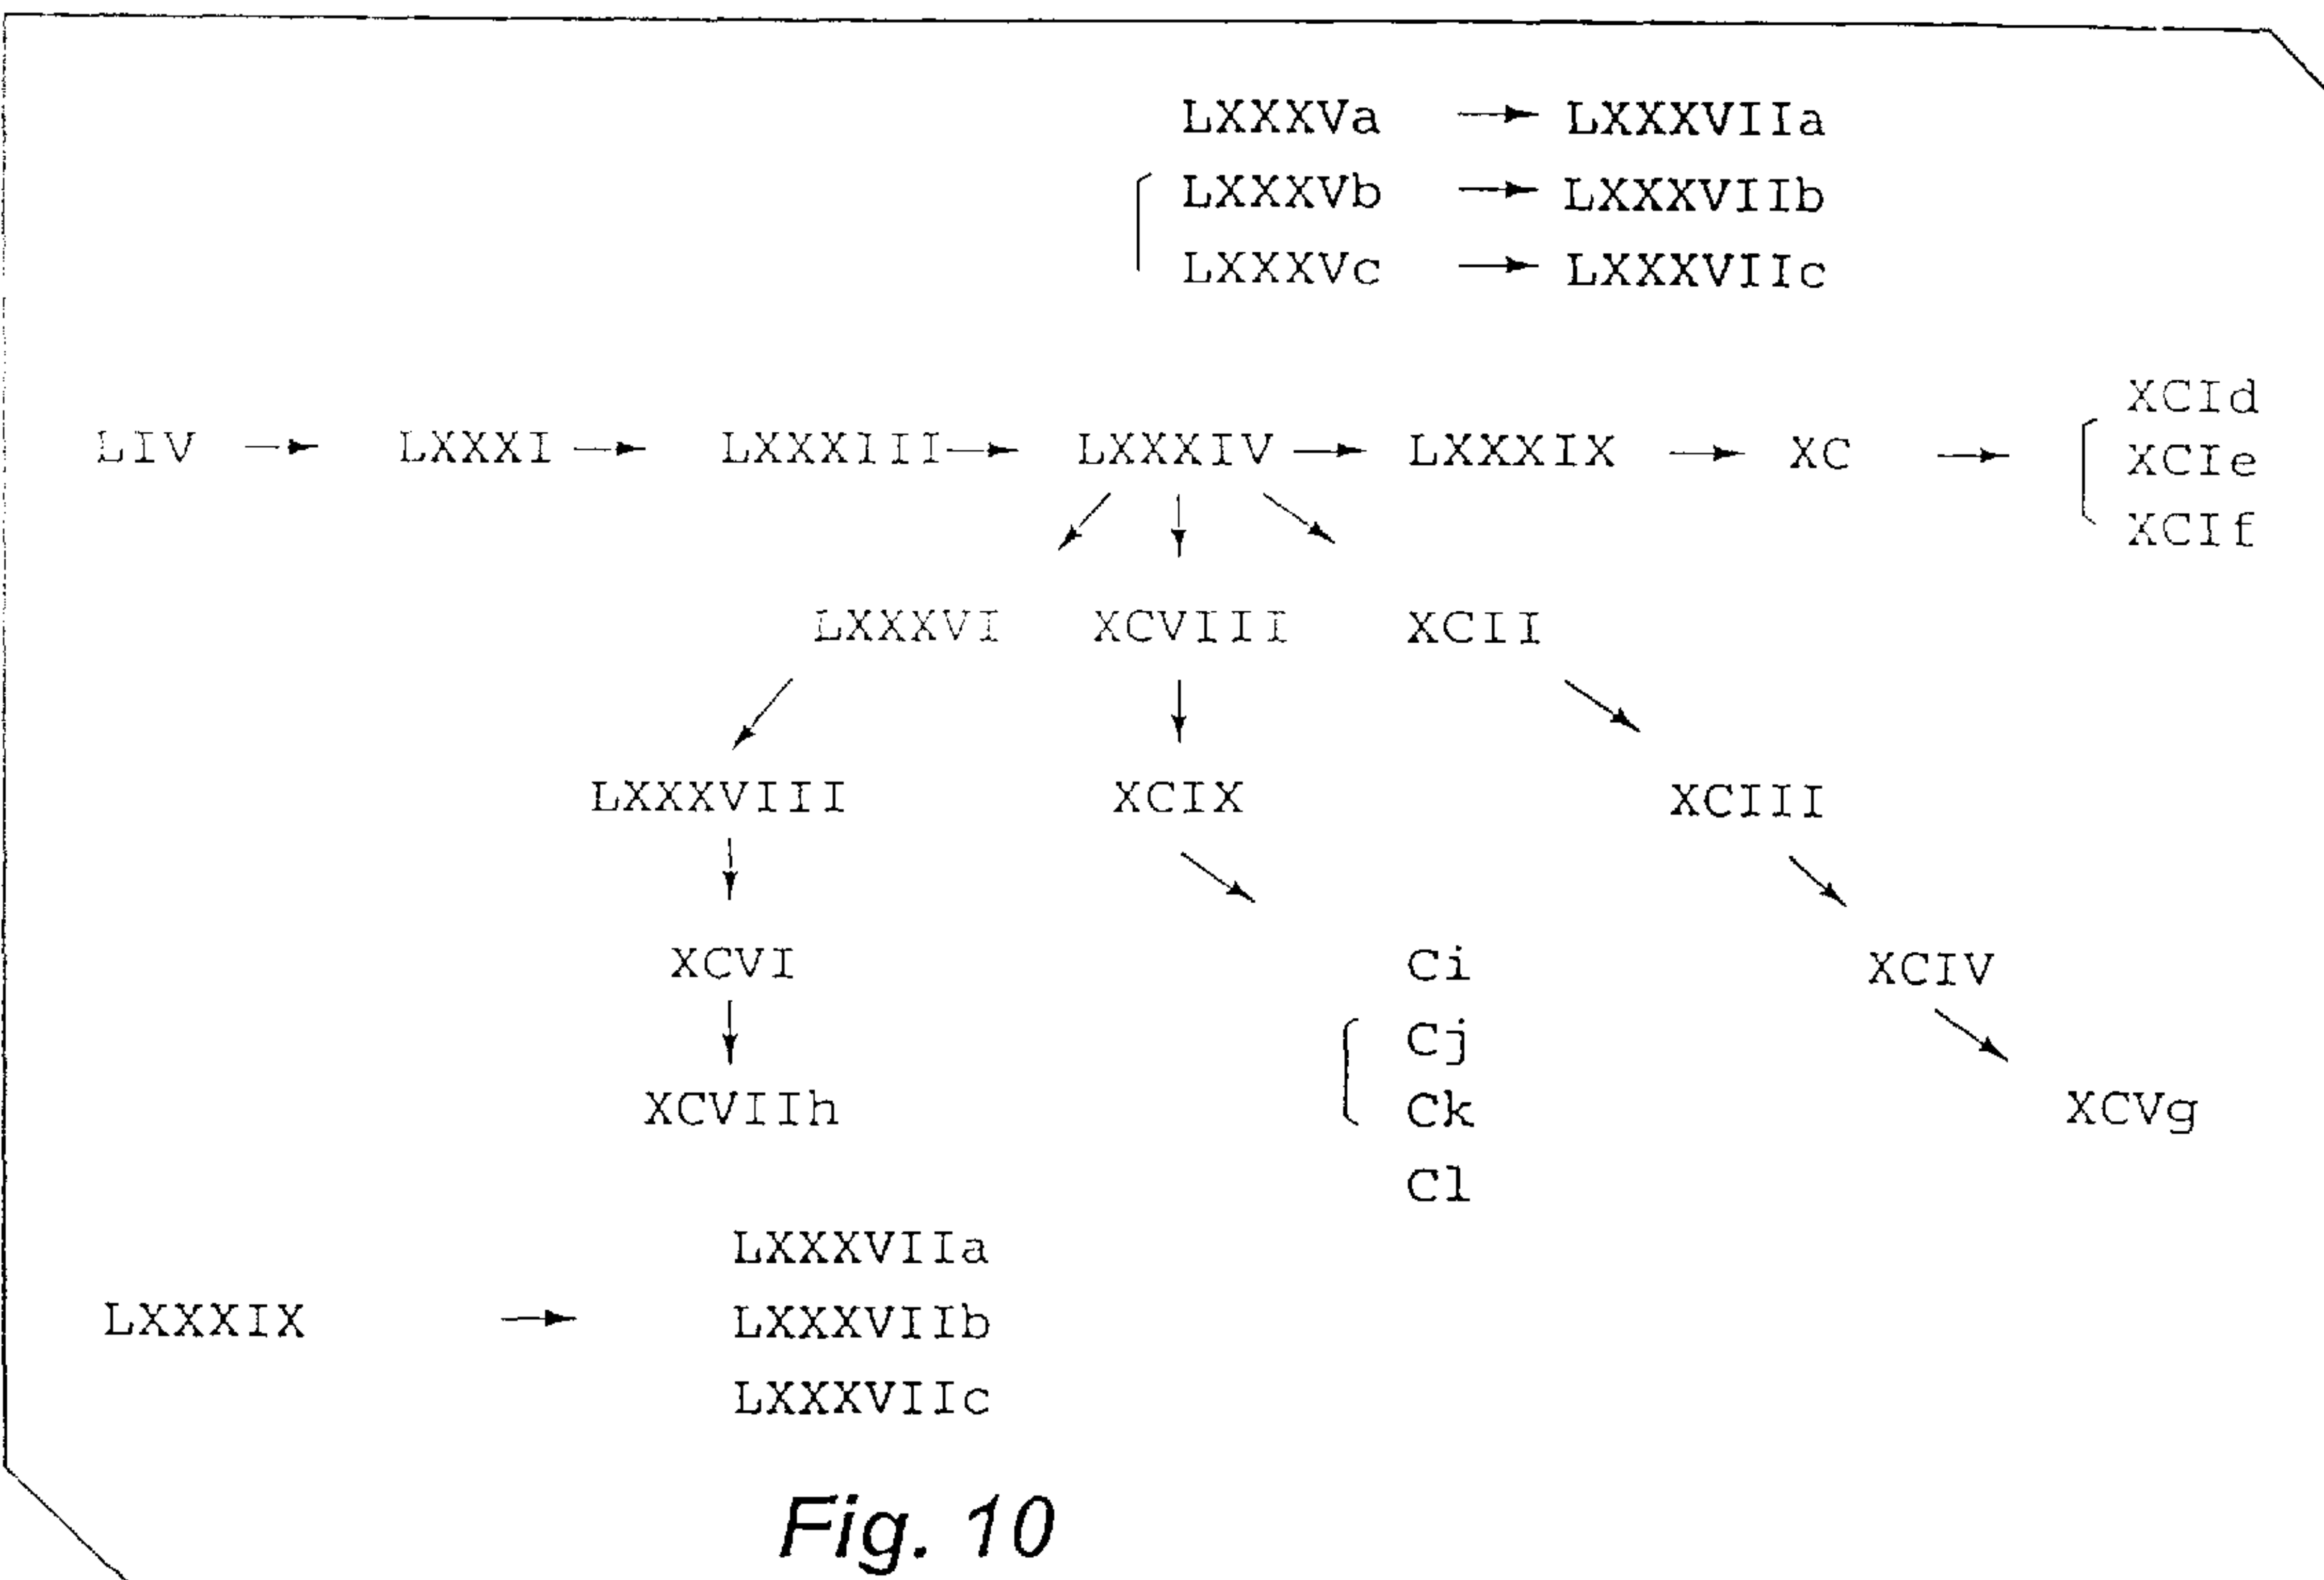 LXXXVa → LXXXVIIa
LXXXVb → LXXXVIIb
LXXXVc → LXXXVIIc
XCId
LIV → LXXXI → LXXXIII → LXXXIV → LXXXIX → XC → XCIe
XCIf
LXXXVI XCVIII XCII
LXXXVIII XCIX XCIII
XCVI Ci XCIV
Cj
XCVIIh Ck XCVg
Cl
LXXXVIIa
LXXXIX → LXXXVIIb
LXXXVIIc
Fig. 10